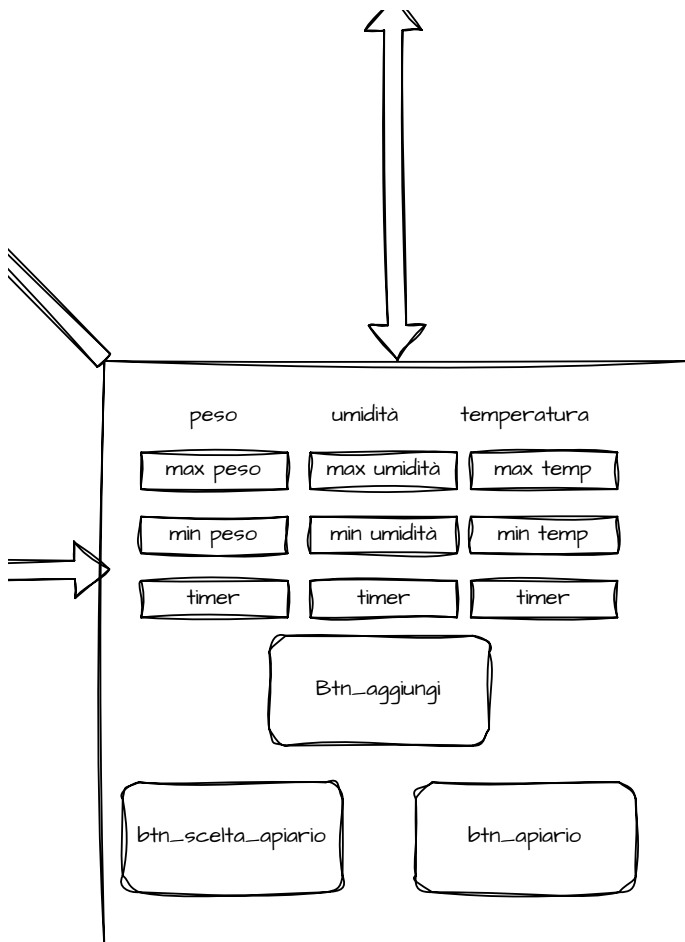 peso umidità temperatura
max peso max umidità max temp
min peso min umidità min temp
timer timer timer
Btn_aggiungi
btn_scelta_apiario btn_apiario